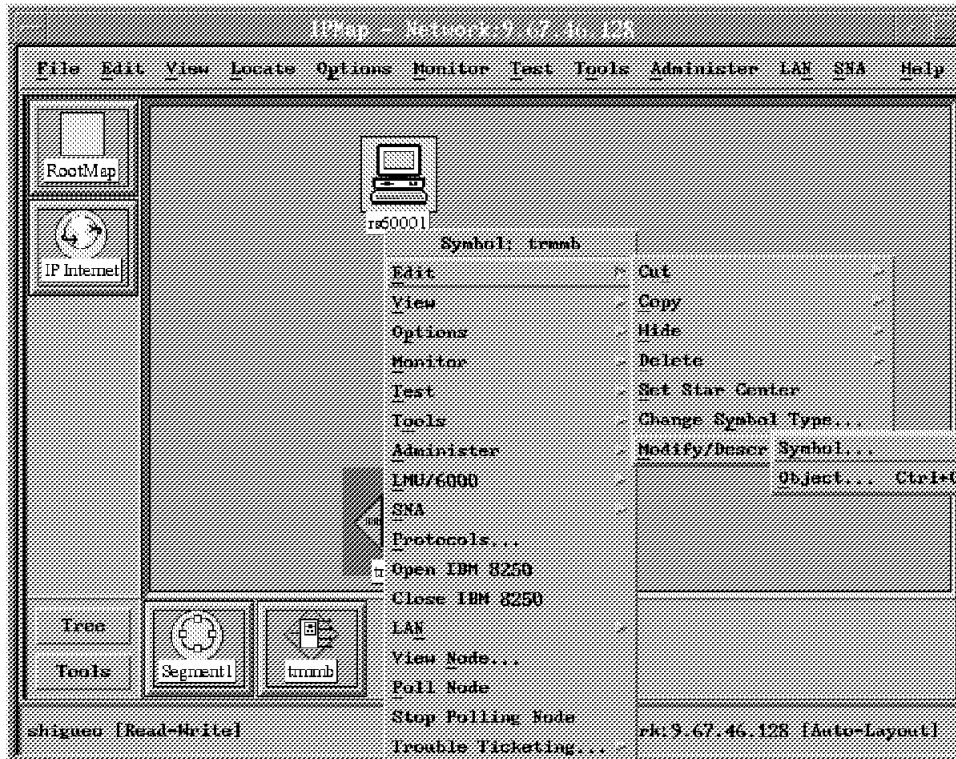 IPMap - Network:9.67.46.128
File Edit View Locate Options Monitor Test Tools Administer LAN SNA Help
RootMap
IP Internet
rs60001
Symbol: trmmb
Edit
View
Options
Monitor
Test
Tools
Administer
LMU/6000
SNA
Protocols...
Open IBM 8250
Close IBM 8250
LAN
View Node...
Poll Node
Stop Polling Node
Trouble Ticketing...
Cut
Copy
Hide
Delete
Set Star Center
Change Symbol Type...
Modify/Descr
Symbol...
Object... Ctrl+O
Tree
Tools
Segment1
trmmb
shigueo [Read-Write]
rk:9.67.46.128 [Auto-Layout]